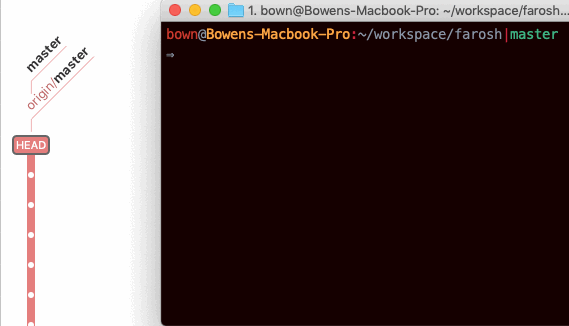 master
origin/master
HEAD
1. bown@Bowens-Macbook-Pro: ~/workspace/farosh...
bown@Bowens-Macbook-Pro:~/workspace/farosh|master
⇒